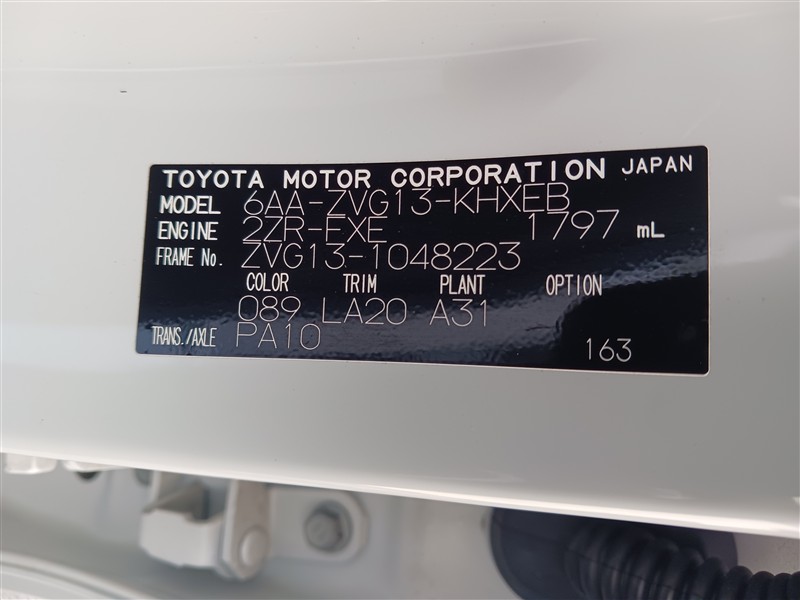 TOYOTA MOTOR CORPORATION JAPAN
MODEL 6AA-ZVG13-KHXEB
ENGINE 2ZR-FXE 1797 mL
FRAME No. ZVG13-1048223
COLOR TRIM PLANT OPTION
089 LA20 A31
TRANS./AXLE PA10
163